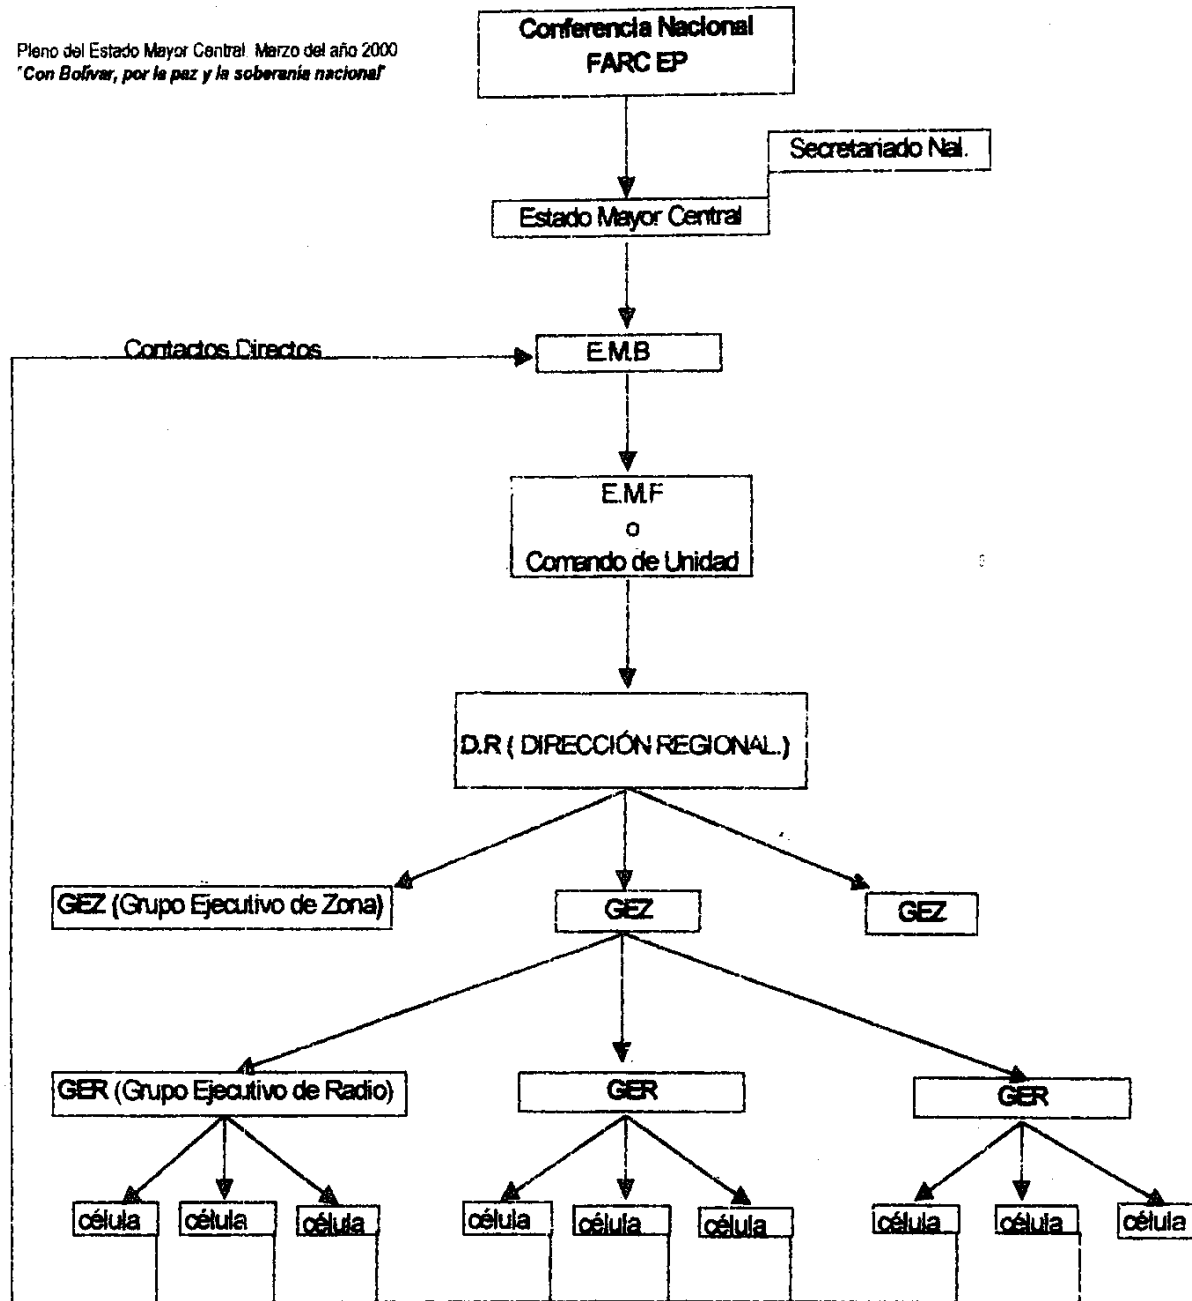 Pleno del Estado Mayor Central. Marzo del año 2000
"Con Bolívar, por la paz y la soberanía nacional"
Conferencia Nacional
FARC EP
Secretariado Nal.
Estado Mayor Central
Contactos Directos
E.M.B
E.M.F
o
Comando de Unidad
D.R ( DIRECCIÓN REGIONAL.)
GEZ (Grupo Ejecutivo de Zona)
GEZ
GEZ
GER (Grupo Ejecutivo de Radio)
GER
GER
célula
célula
célula
célula
célula
célula
célula
célula
célula